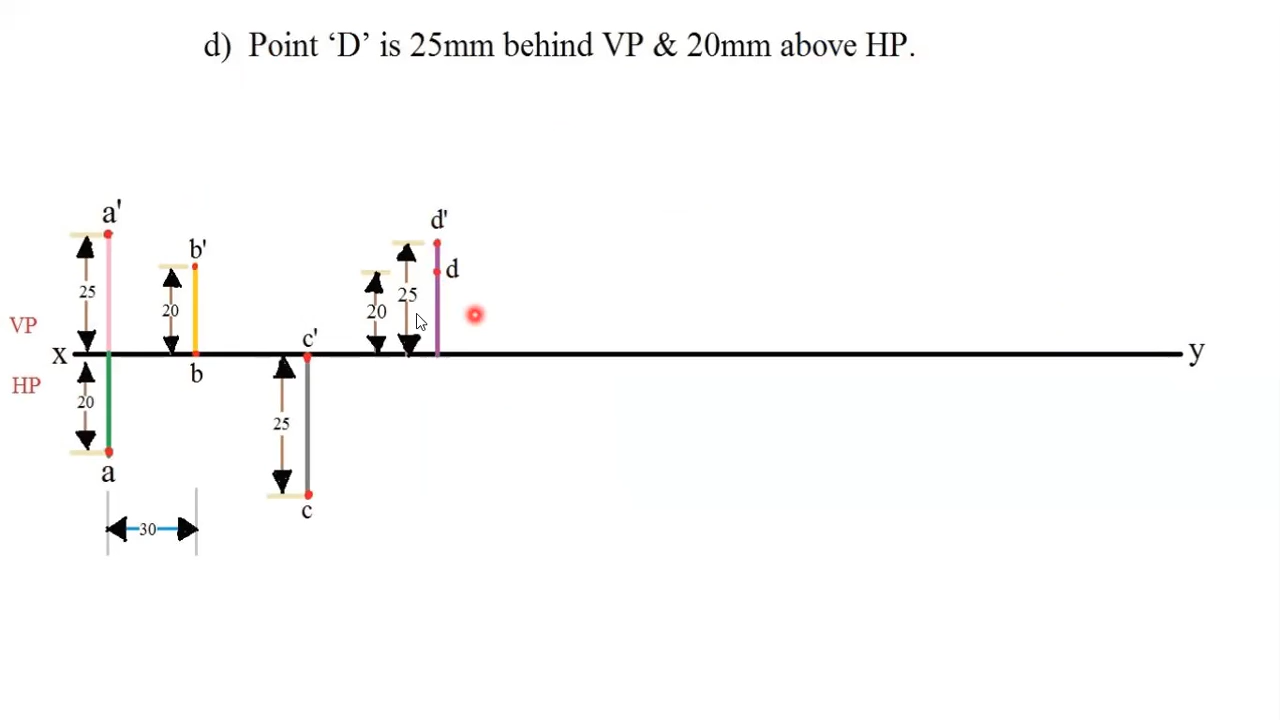 d) Point ‘D’ is 25mm behind VP & 20mm above HP.
a'
d'
b'
d
25
25
20
20
VP
c'
x
y
b
HP
20
25
a
c
30